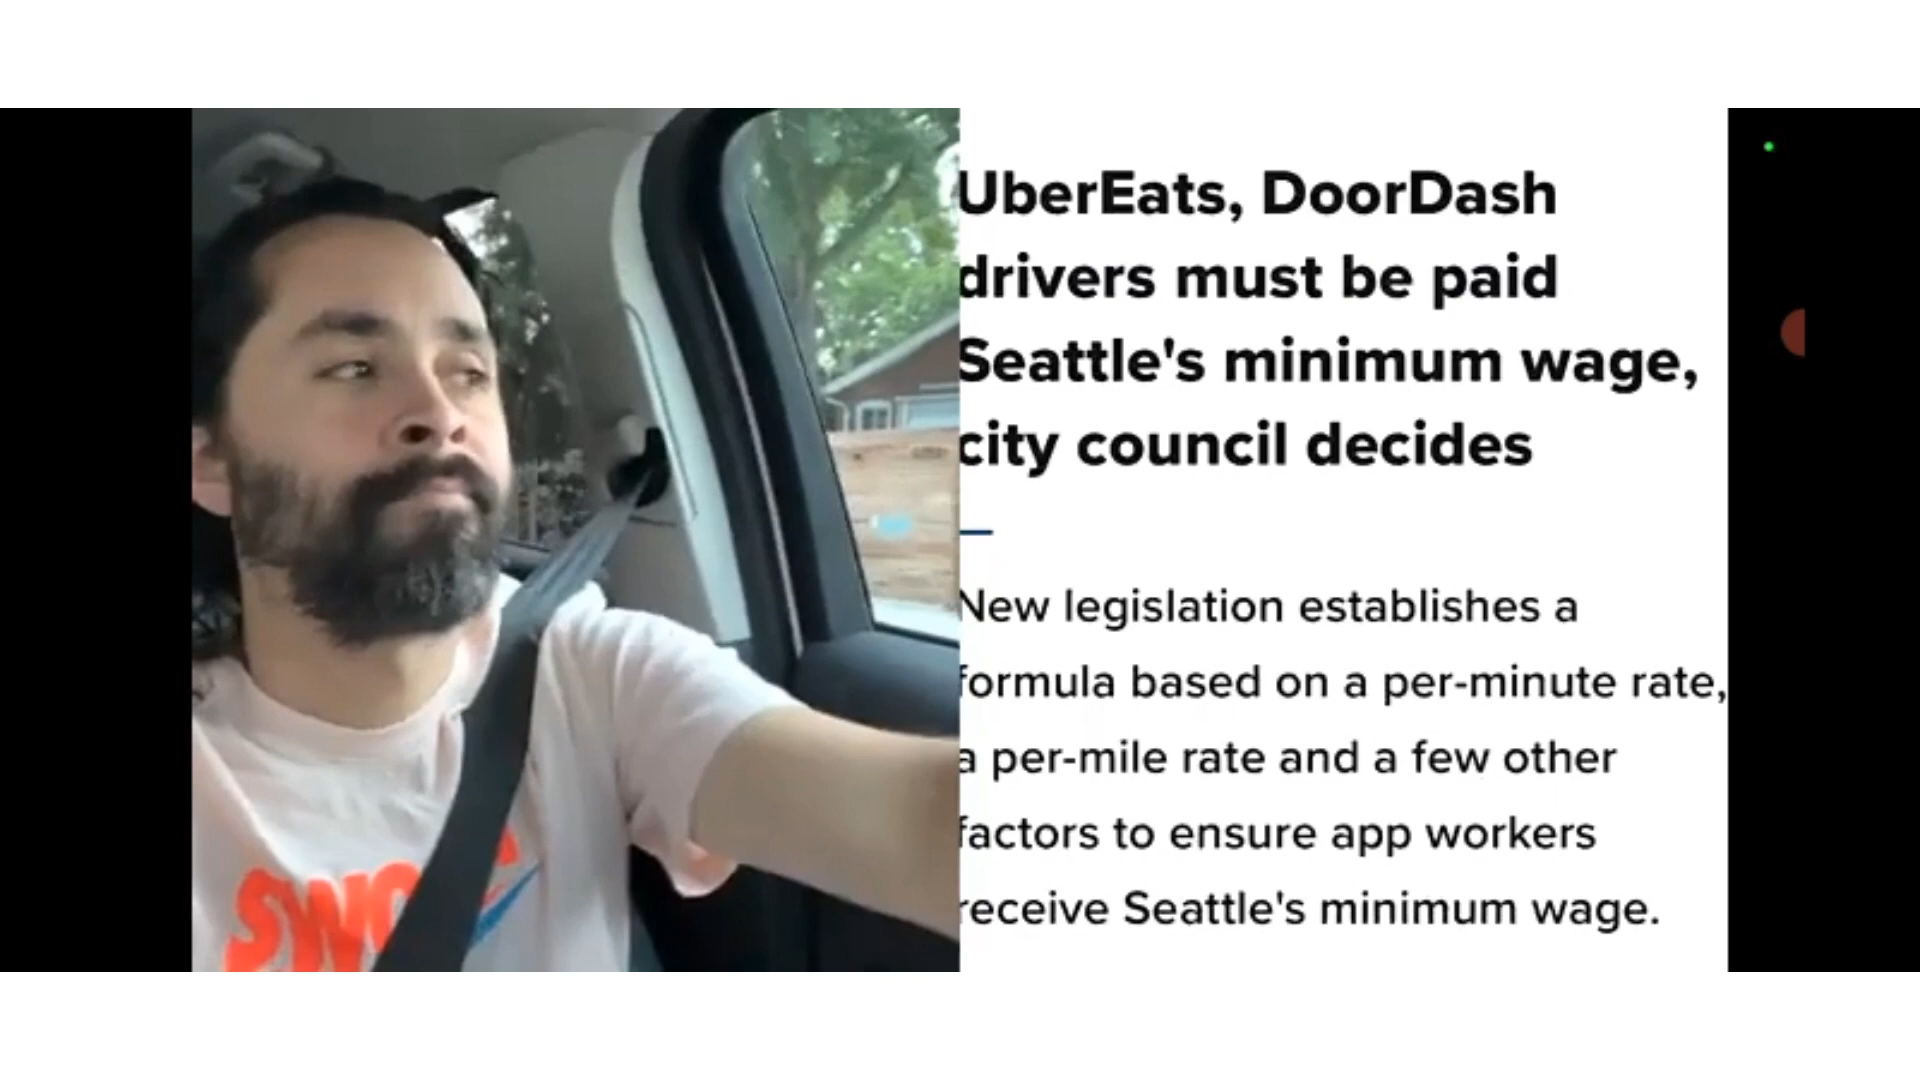 UberEats, DoorDash
drivers must be paid
Seattle's minimum wage,
city council decides
New legislation establishes a
formula based on a per-minute rate,
a per-mile rate and a few other
factors to ensure app workers
receive Seattle's minimum wage.